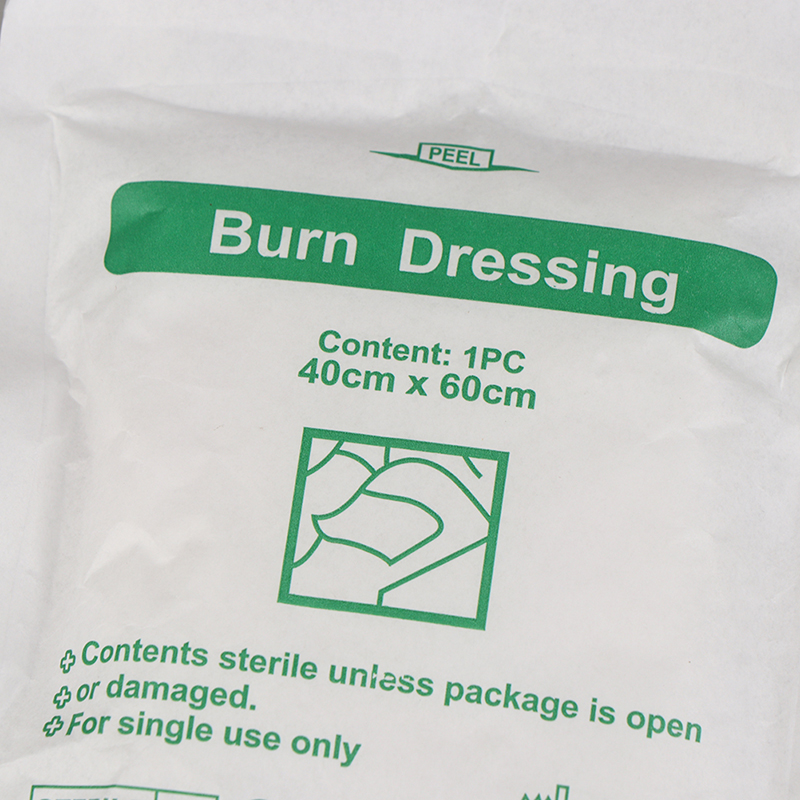 PEEL
Burn Dressing
Content: 1PC
40cm x 60cm
Contents sterile unless package is open
or damaged.
For single use only